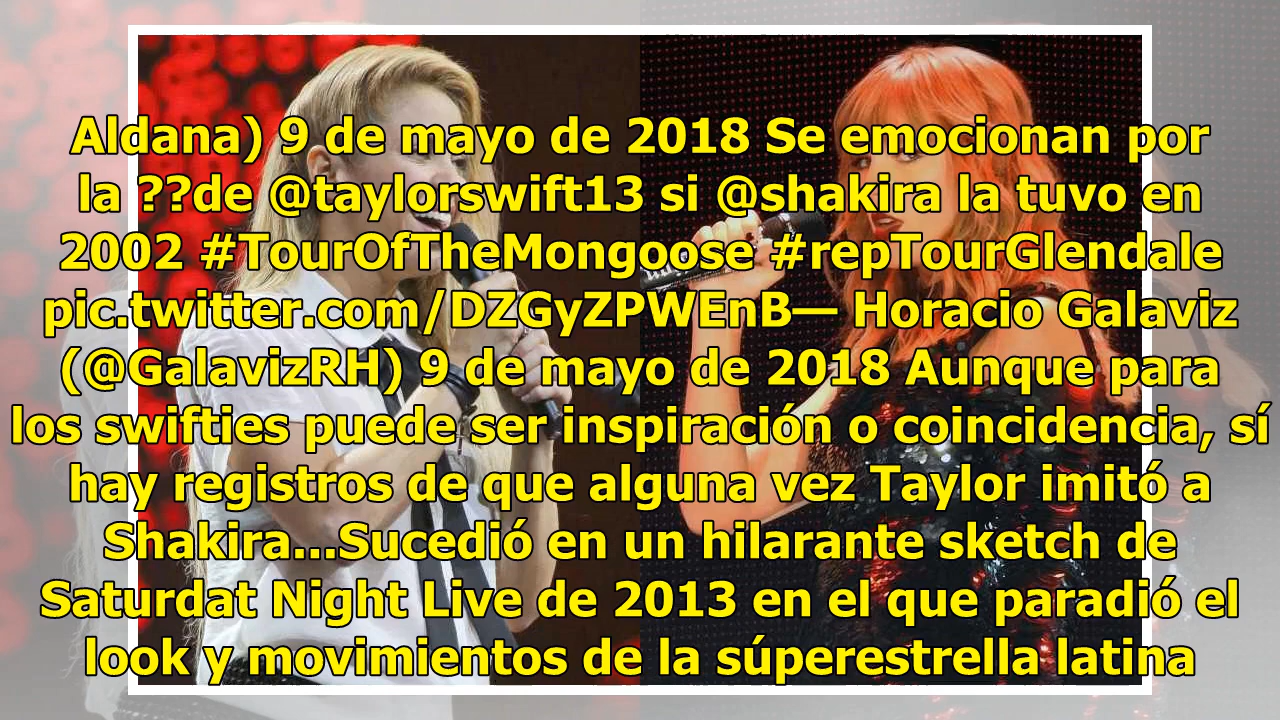 Aldana) 9 de mayo de 2018 Se emocionan por
la ??de @taylorswift13 si @shakira la tuvo en
2002 #TourOfTheMongoose #repTourGlendale
pic.twitter.com/DZGyZPWEnB— Horacio Galaviz
(@GalavizRH) 9 de mayo de 2018 Aunque para
los swifties puede ser inspiración o coincidencia, sí
hay registros de que alguna vez Taylor imitó a
Shakira...Sucedió en un hilarante sketch de
Saturdat Night Live de 2013 en el que paradió el
look y movimientos de la súperestrella latina